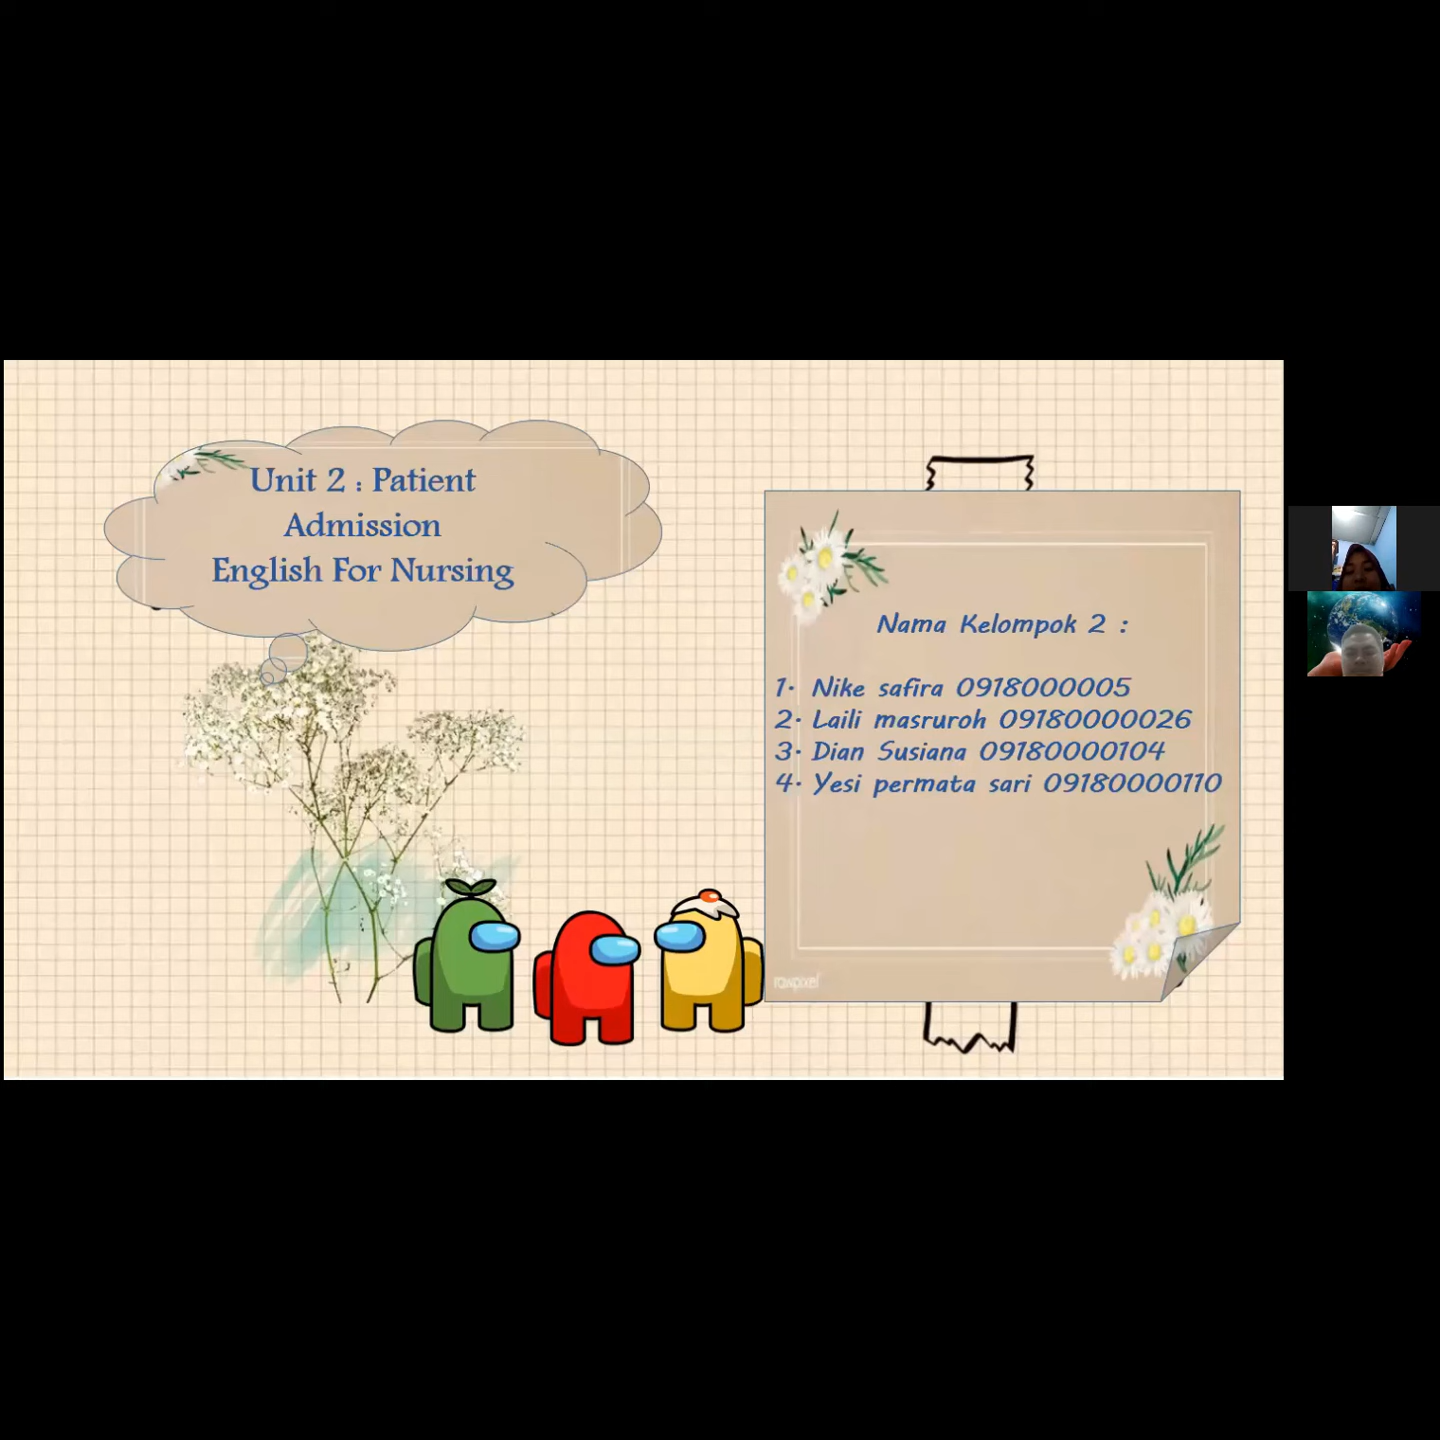 Unit 2 : Patient
Admission
English For Nursing
Nama Kelompok 2 :
1. Nike safira 0918000005
2. Laili masruroh 09180000026
3. Dian Susiana 09180000104
4. Yesi permata sari 09180000110
rawpixel